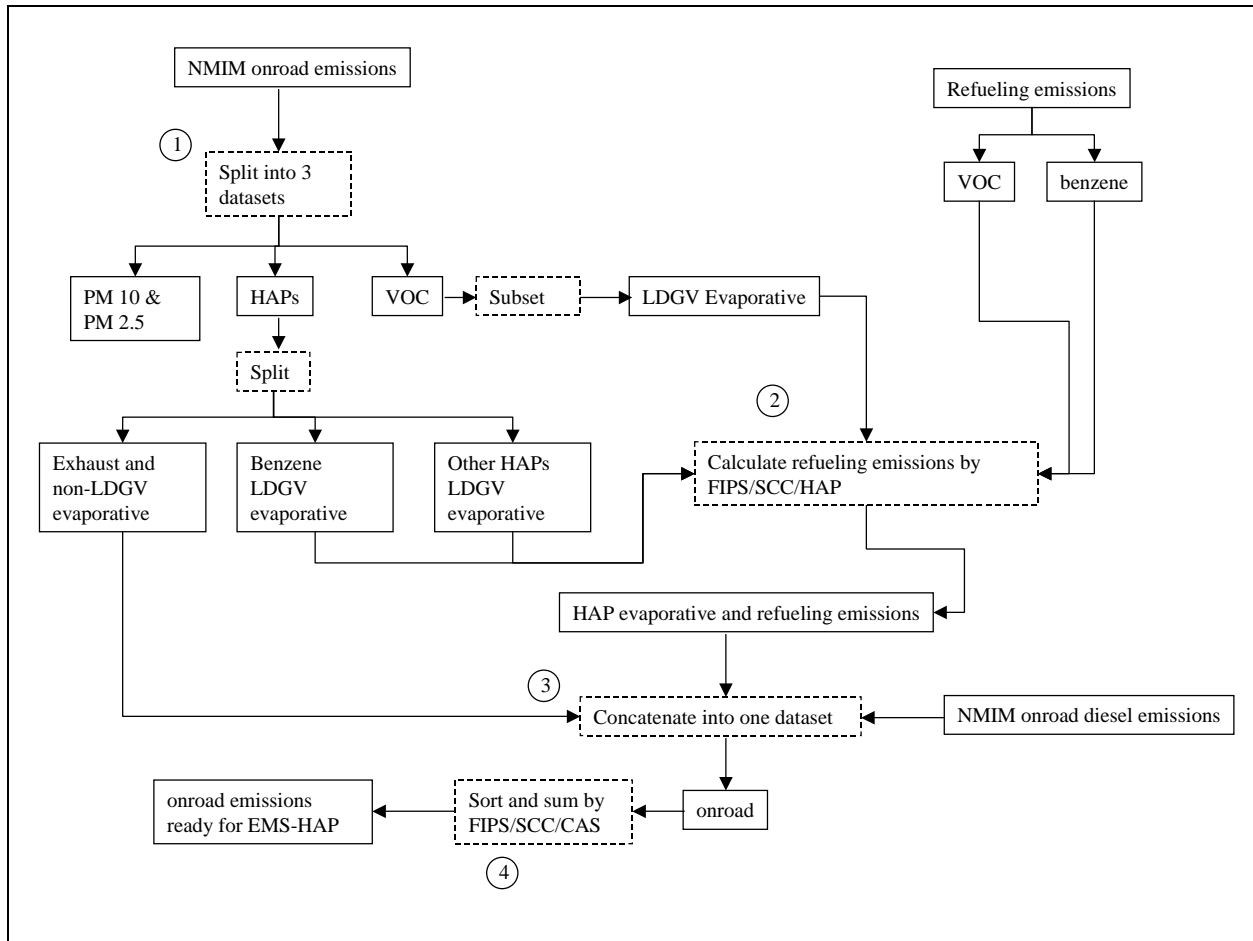 NMIM onroad emissions
Refueling emissions
1
Split into 3
datasets
VOC
benzene
PM 10 &
PM 2.5
HAPs
VOC
Subset
LDGV Evaporative
Split
2
Exhaust and
non-LDGV
evaporative
Benzene
LDGV
evaporative
Other HAPs
LDGV
evaporative
Calculate refueling emissions by
FIPS/SCC/HAP
HAP evaporative and refueling emissions
3
Concatenate into one dataset
NMIM onroad diesel emissions
onroad emissions
ready for EMS-HAP
Sort and sum by
FIPS/SCC/CAS
onroad
4